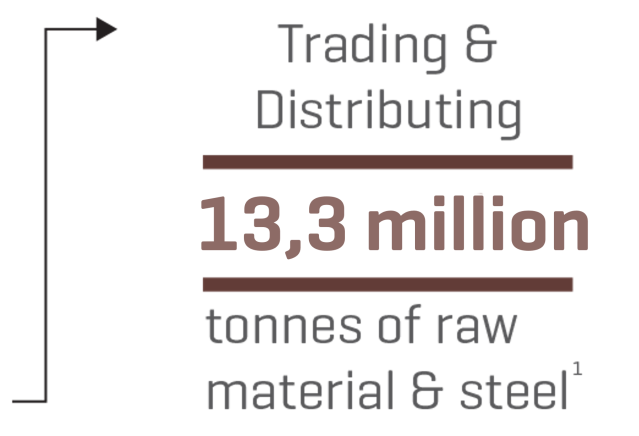 Trading &
Distributing
13,3 million
tonnes of raw
material & steel¹